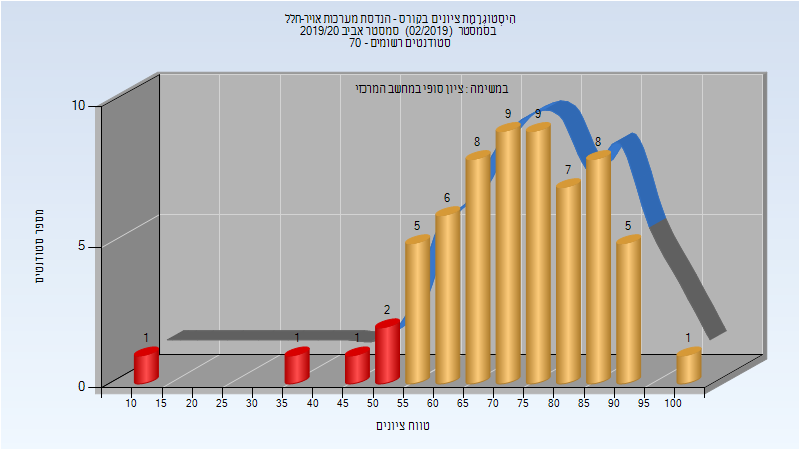 היסטוגרמת ציונים בקורס - הנדסת מערכות אויר-חלל
בסמסטר (02/2019) סמסטר אביב 2019/20
סטודנטים רשומים - 70
במשימה : ציון סופי במחשב המרכזי
10
5
0
מספר סטודנטים
1
1
1
2
5
6
8
9
9
7
8
5
1
10 15 20 25 30 35 40 45 50 55 60 65 70 75 80 85 90 95 100
טווח ציונים